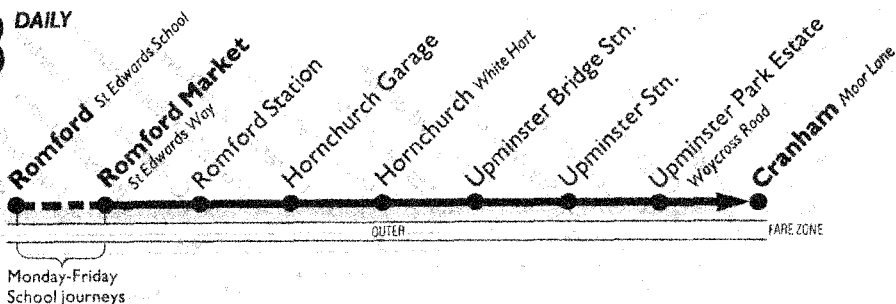 DAILY
Romford St Edwards School
Romford Market
St Edwards Way
Romford Station
Hornchurch Garage
Hornchurch White Hart
Upminster Bridge Stn.
Upminster Stn.
Upminster Park Estate
Waycross Road
Cranham Moor Lane
OUTER
FARE ZONE
Monday-Friday
School journeys